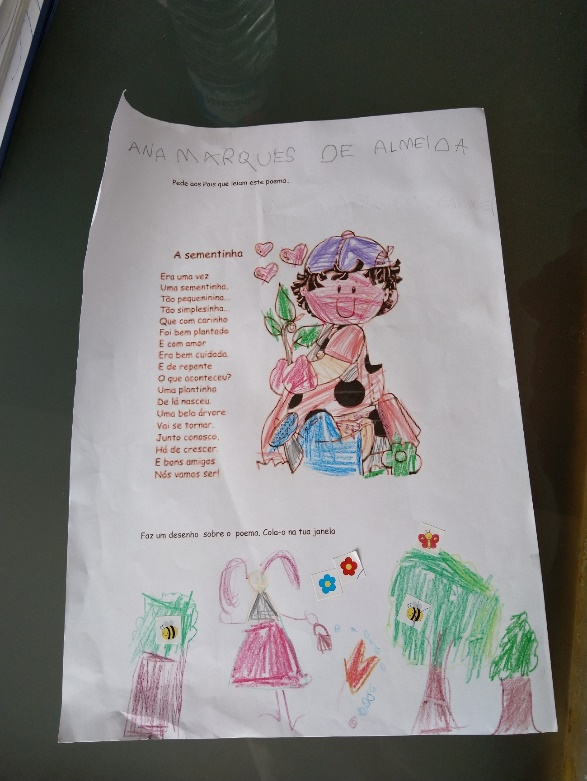 ANA MARQUES DE ALMEIDA
Pede aos Pais que leiam este poema..
A sementinha
Era uma vez
Uma sementinha,
Tão pequenina...
Tão simplesinha...
Que com carinho
Foi bem plantada
E com amor
Era bem cuidada.
E de repente
O que aconteceu?
Uma plantinha
De lá nasceu.
Uma bela árvore
Vai se tornar.
Junto conosco,
Há de crescer
E bons amigos
Nós vamos ser!
Faz um desenho sobre o poema. Cola-o na tua janela